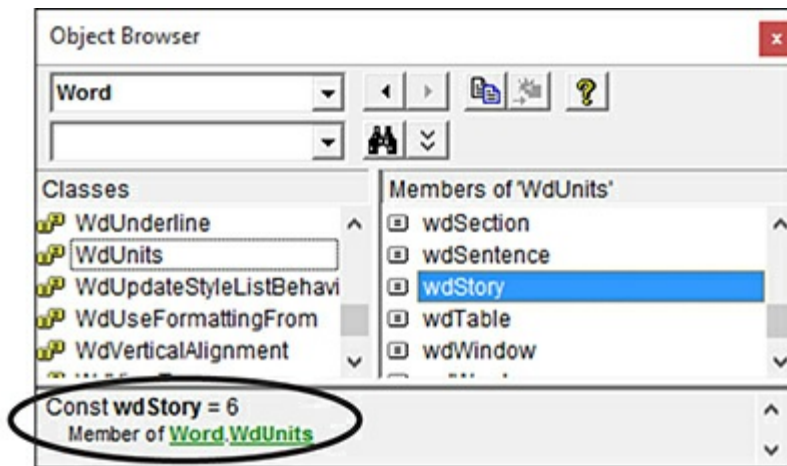 Object Browser
x
Word
?
Classes
Members of 'WdUnits'
WdUnderline
WdUnits
WdUpdateStyleListBehavi
WdUseFormattingFrom
WdVerticalAlignment
wdSection
wdSentence
wdStory
wdTable
wdWindow
Const wdStory = 6
Member of Word.WdUnits